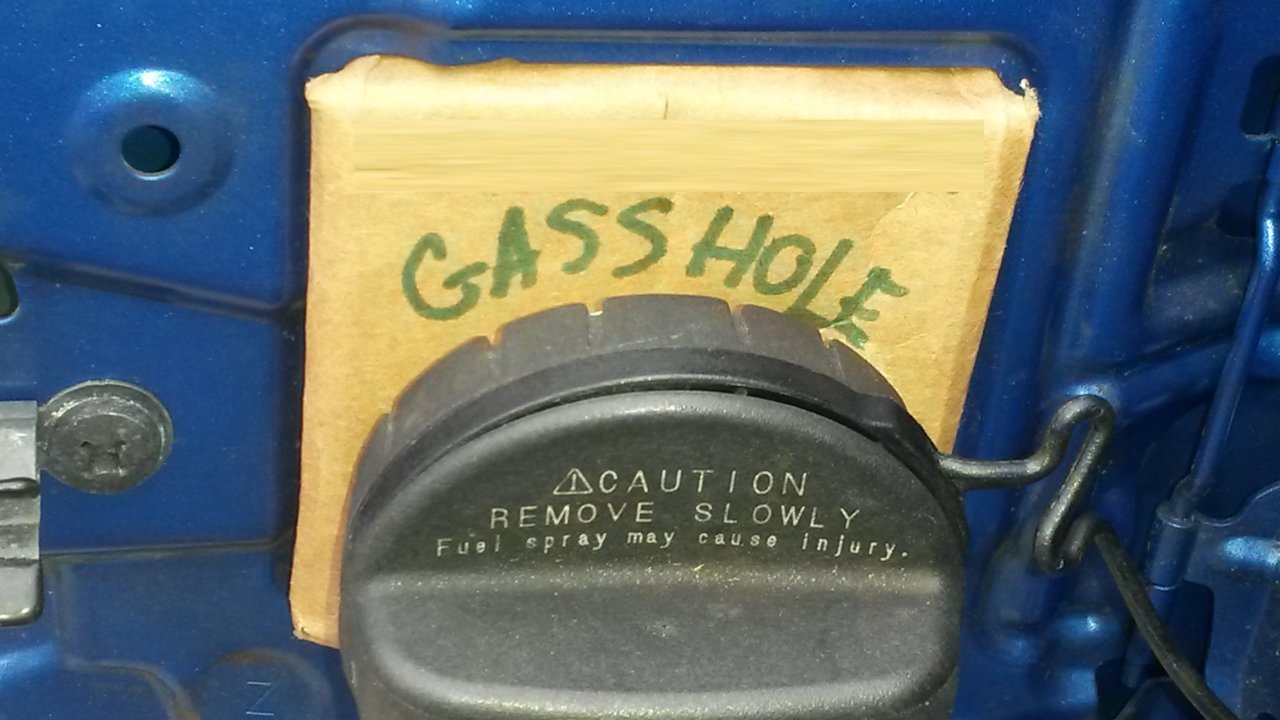 GASSHOLE
⚠CAUTION
REMOVE SLOWLY
Fuel spray may cause injury.